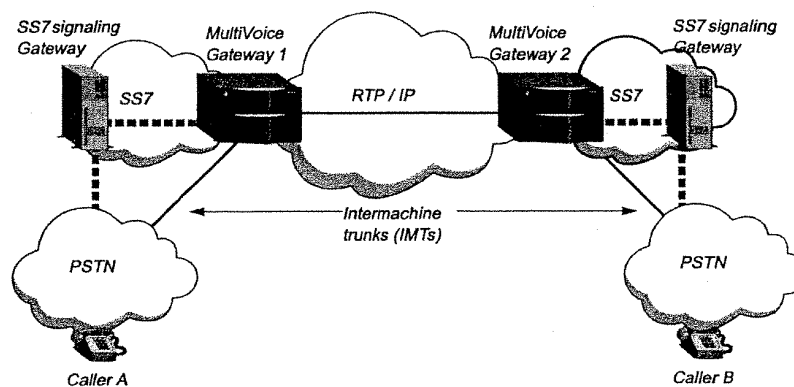 SS7 signaling
Gateway
MultiVoice
Gateway 1
MultiVoice
Gateway 2
SS7 signaling
Gateway
SS7
RTP / IP
SS7
Intermachine
trunks (IMTs)
PSTN
PSTN
Caller A
Caller B